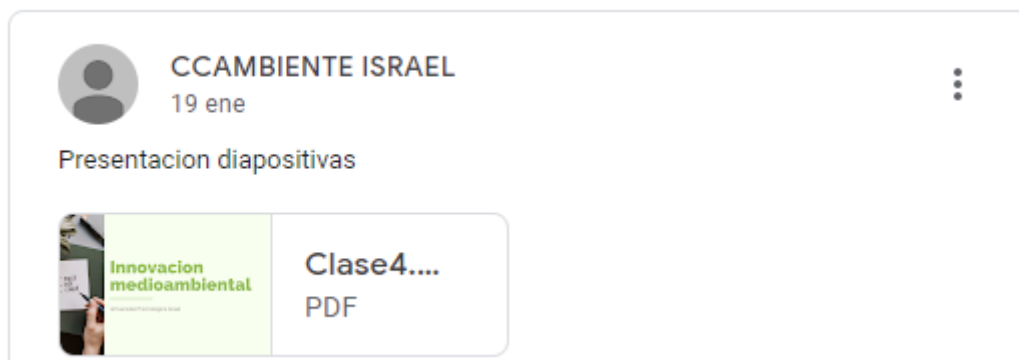 CCAMBIENTE ISRAEL
19 ene
Presentacion diapositivas
Innovacion
medioambiental
Clase4....
PDF